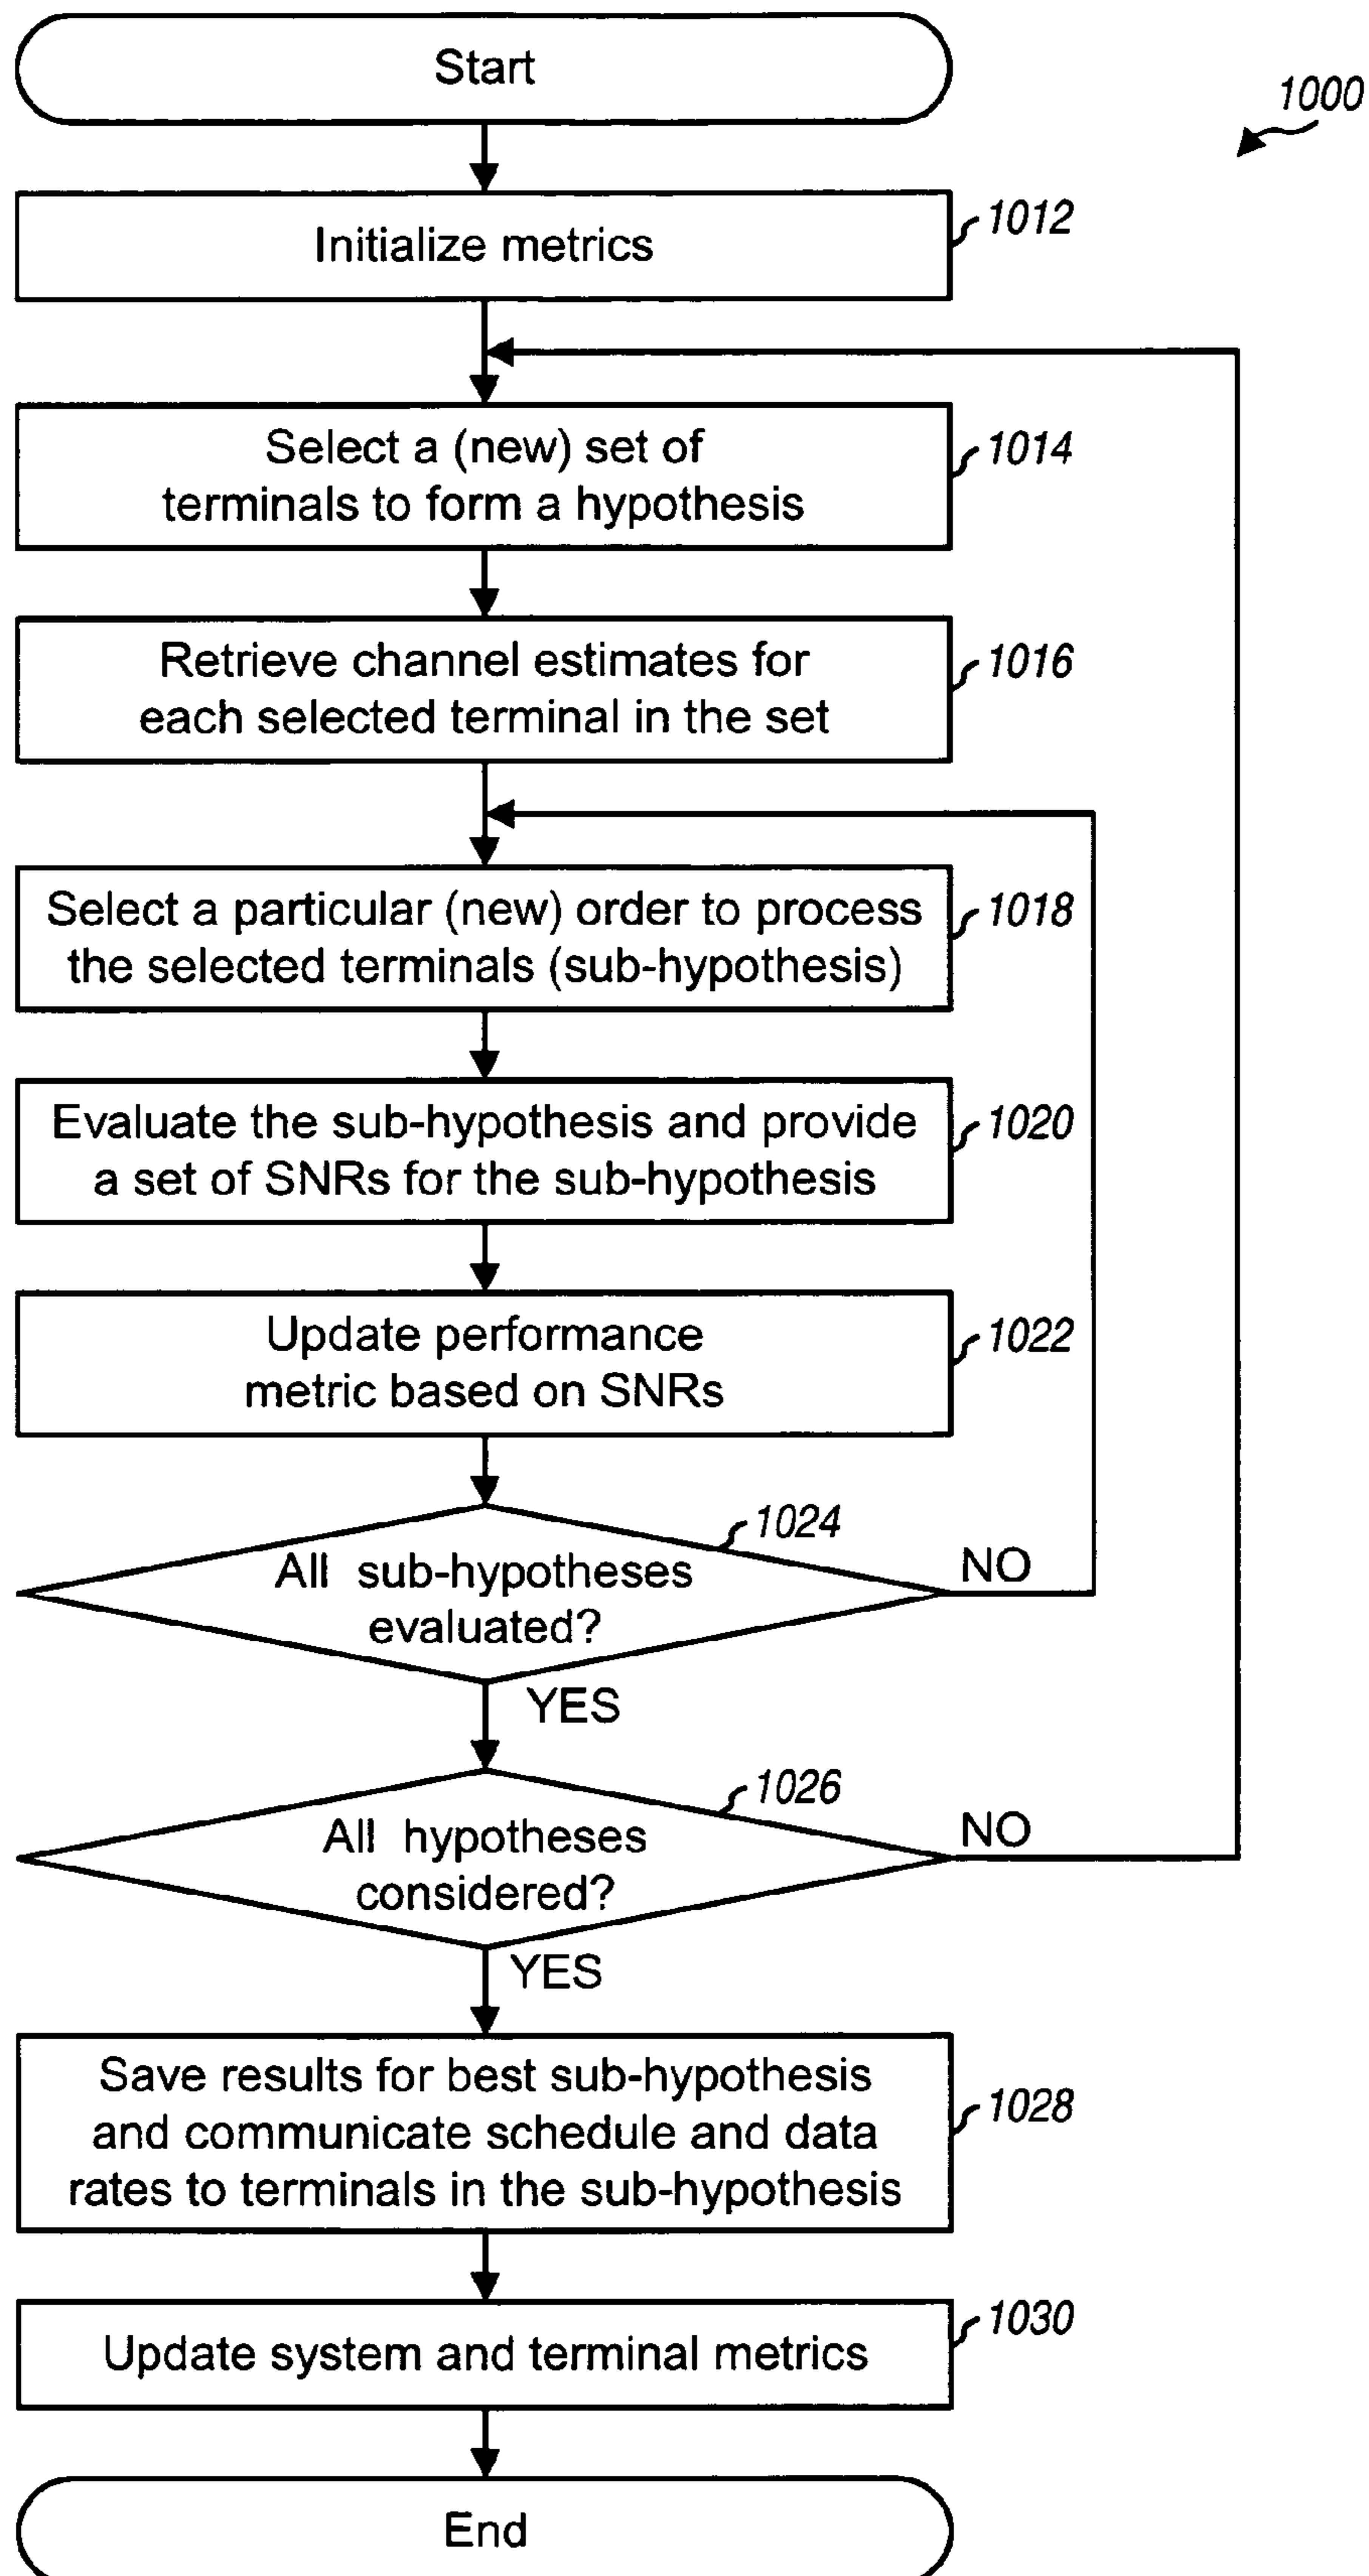 Start
1000
Initialize metrics
1012
Select a (new) set of
terminals to form a hypothesis
1014
Retrieve channel estimates for
each selected terminal in the set
1016
Select a particular (new) order to process
the selected terminals (sub-hypothesis)
1018
Evaluate the sub-hypothesis and provide
a set of SNRs for the sub-hypothesis
1020
Update performance
metric based on SNRs
1022
1024
All sub-hypotheses
evaluated?
NO
YES
1026
All hypotheses
considered?
NO
YES
Save results for best sub-hypothesis
and communicate schedule and data
rates to terminals in the sub-hypothesis
1028
Update system and terminal metrics
1030
End